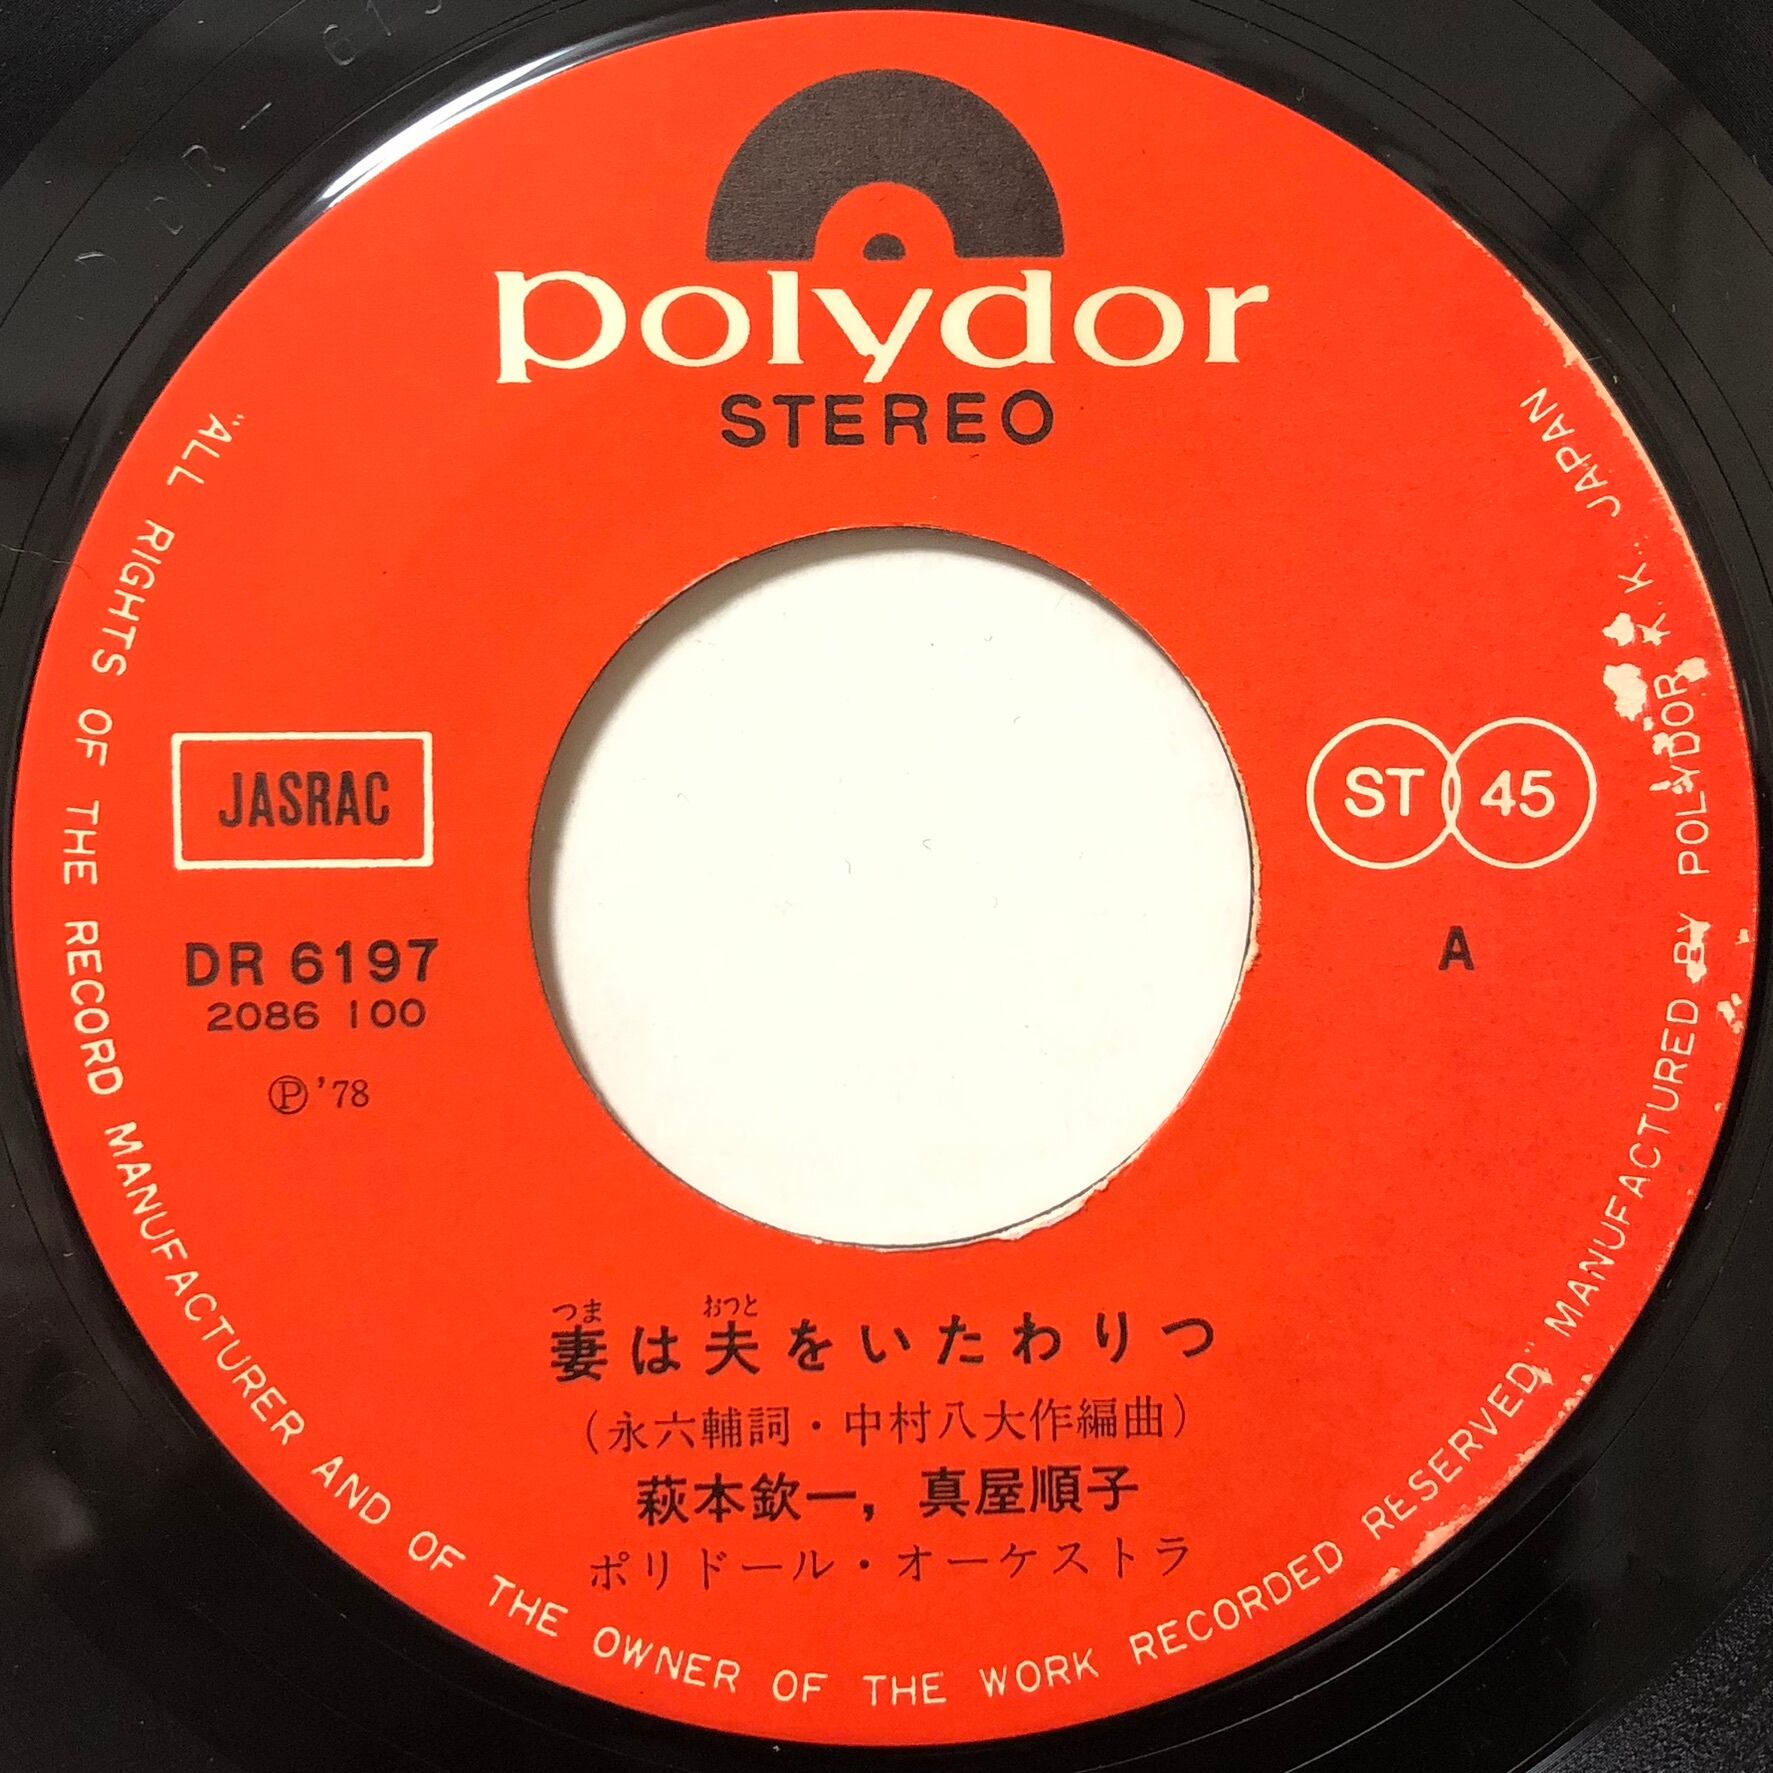 polydor
STEREO
JASRAC
DR 6197
2086 100
Ⓟ'78
ST 45
A
つま おっと
妻は夫をいたわりつ
(永六輔詞・中村八大作編曲)
萩本欽一，真屋順子
ポリドール・オーケストラ
"ALL RIGHTS OF THE RECORD MANUFACTURER AND OF THE OWNER OF THE WORK RECORDED RESERVED" MANUFACTURED BY POLYDOR K.K., JAPAN